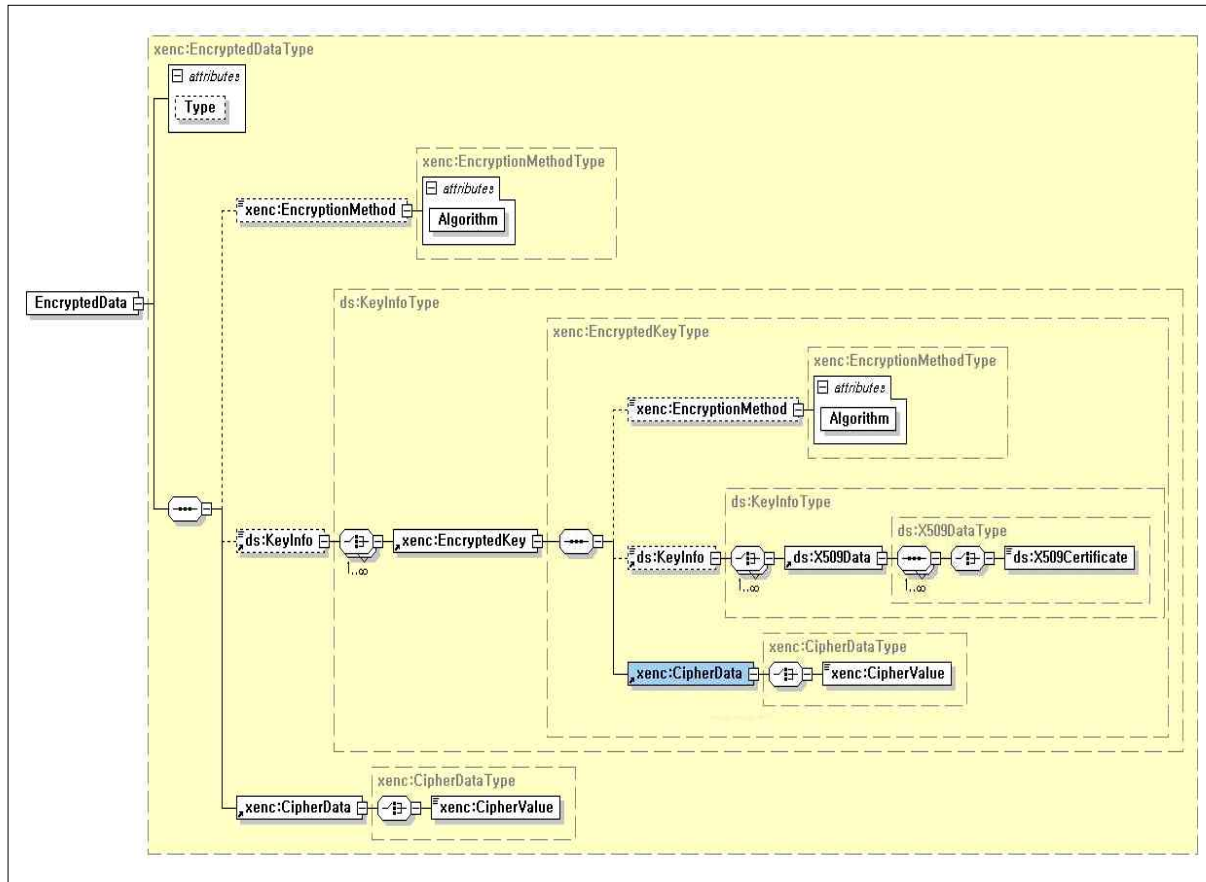 xenc:EncryptedDataType
attributes
Type
xenc:EncryptionMethodType
attributes
xenc:EncryptionMethod
Algorithm
EncryptedData
ds:KeyInfoType
xenc:EncryptedKeyType
xenc:EncryptionMethodType
attributes
xenc:EncryptionMethod
Algorithm
ds:KeyInfoType
ds:X509DataType
ds:KeyInfo
xenc:EncryptedKey
ds:KeyInfo
ds:X509Data
ds:X509Certificate
1..∞
1..∞
1..∞
xenc:CipherDataType
xenc:CipherData
xenc:CipherValue
xenc:CipherDataType
xenc:CipherData
xenc:CipherValue